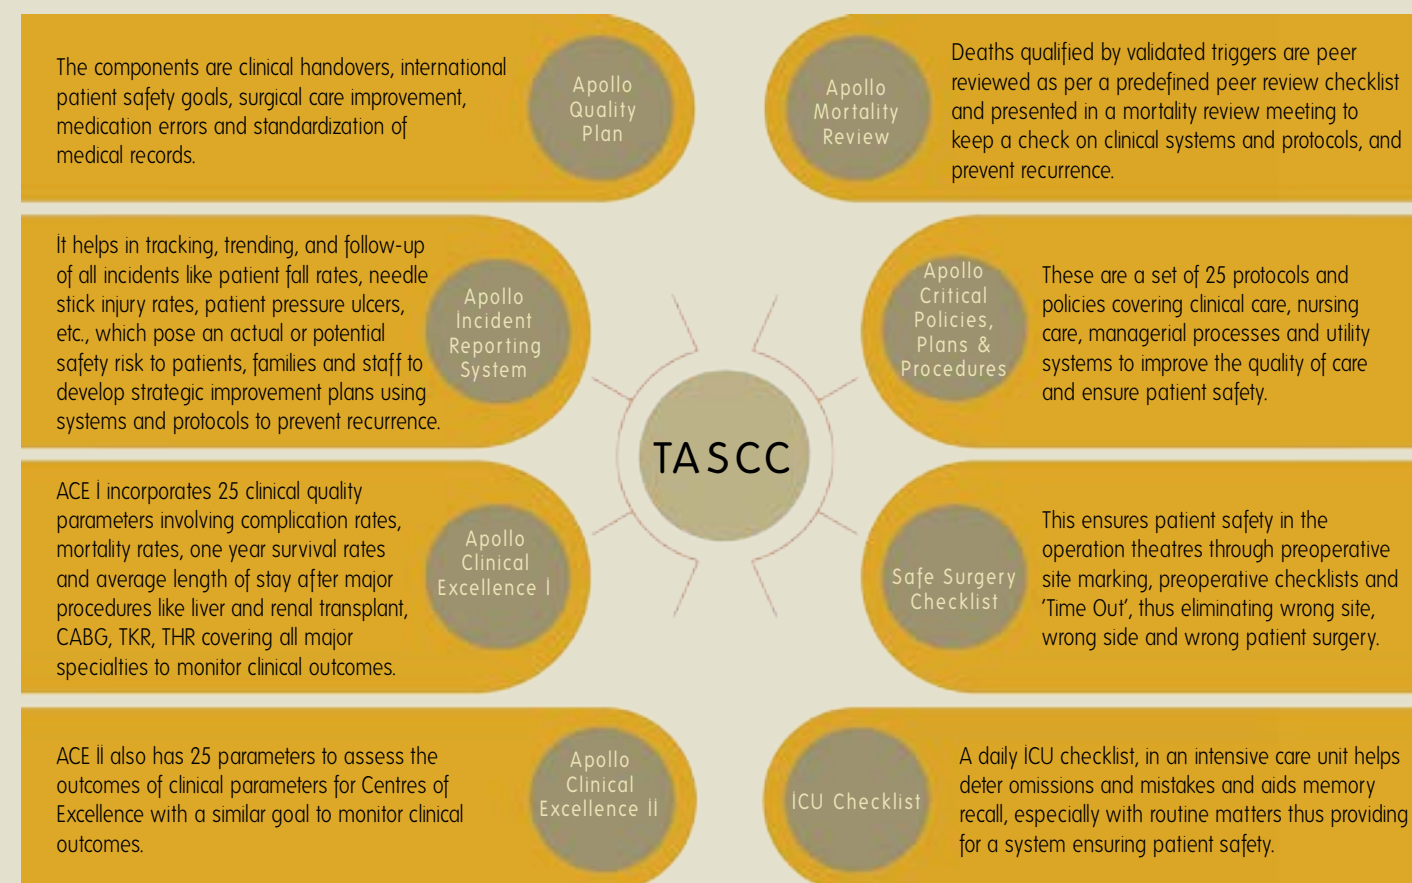 The components are clinical handovers, international
patient safety goals, surgical care improvement,
medication errors and standardization of
medical records.
Apollo
Quality
Plan
Apollo
Mortality
Review
Deaths qualified by validated triggers are peer
reviewed as per a predefined peer review checklist
and presented in a mortality review meeting to
keep a check on clinical systems and protocols, and
prevent recurrence.
It helps in tracking, trending, and follow-up
of all incidents like patient fall rates, needle
stick injury rates, patient pressure ulcers,
etc., which pose an actual or potential
safety risk to patients, families and staff to
develop strategic improvement plans using
systems and protocols to prevent recurrence.
Apollo
Incident
Reporting
System
Apollo
Critical
Policies,
Plans &
Procedures
These are a set of 25 protocols and
policies covering clinical care, nursing
care, managerial processes and utility
systems to improve the quality of care
and ensure patient safety.
TASCC
ACE I incorporates 25 clinical quality
parameters involving complication rates,
mortality rates, one year survival rates
and average length of stay after major
procedures like liver and renal transplant,
CABG, TKR, THR covering all major
specialties to monitor clinical outcomes.
Apollo
Clinical
Excellence I
Safe Surgery
Checklist
This ensures patient safety in the
operation theatres through preoperative
site marking, preoperative checklists and
'Time Out', thus eliminating wrong site,
wrong side and wrong patient surgery.
ACE II also has 25 parameters to assess the
outcomes of clinical parameters for Centres of
Excellence with a similar goal to monitor clinical
outcomes.
Apollo
Clinical
Excellence II
ICU Checklist
A daily ICU checklist, in an intensive care unit helps
deter omissions and mistakes and aids memory
recall, especially with routine matters thus providing
for a system ensuring patient safety.